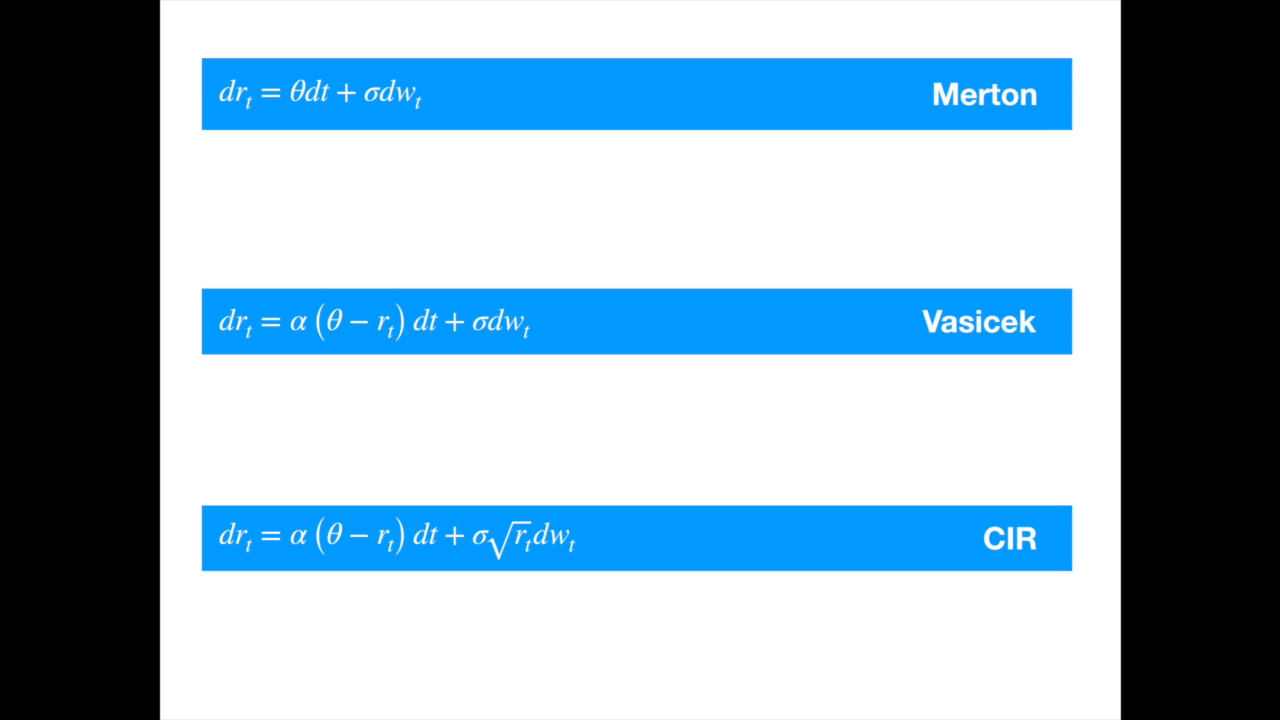 dr_t = θdt + σdw_t Merton
dr_t = α (θ − r_t) dt + σdw_t Vasicek
dr_t = α (θ − r_t) dt + σ√r_t dw_t CIR